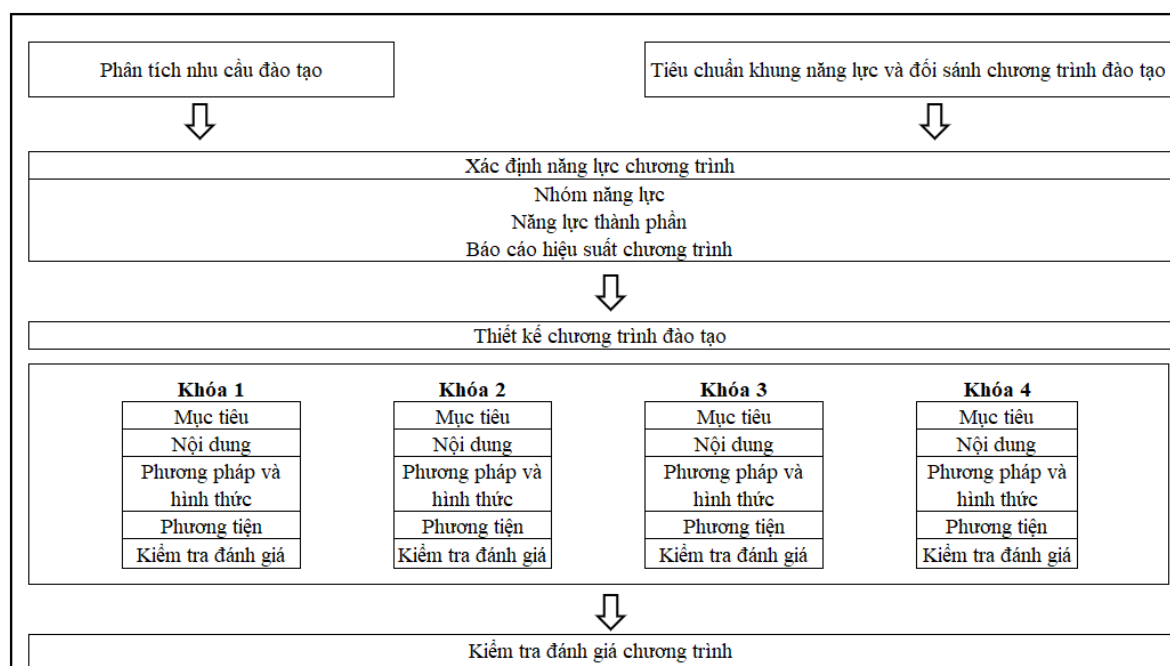 Phân tích nhu cầu đào tạo
Tiêu chuẩn khung năng lực và đối sánh chương trình đào tạo
Xác định năng lực chương trình
Nhóm năng lực
Năng lực thành phần
Báo cáo hiệu suất chương trình
Thiết kế chương trình đào tạo
Khóa 1
Mục tiêu
Nội dung
Phương pháp và
hình thức
Phương tiện
Kiểm tra đánh giá
Khóa 2
Mục tiêu
Nội dung
Phương pháp và
hình thức
Phương tiện
Kiểm tra đánh giá
Khóa 3
Mục tiêu
Nội dung
Phương pháp và
hình thức
Phương tiện
Kiểm tra đánh giá
Khóa 4
Mục tiêu
Nội dung
Phương pháp và
hình thức
Phương tiện
Kiểm tra đánh giá
Kiểm tra đánh giá chương trình